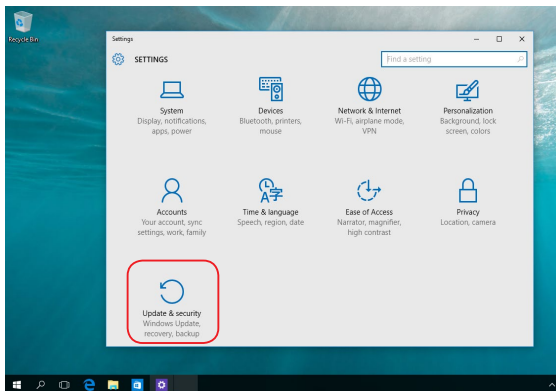 Recycle Bin
Settings
SETTINGS
Find a setting
System
Display, notifications,
apps, power
Devices
Bluetooth, printers,
mouse
Network & Internet
Wi-Fi, airplane mode,
VPN
Personalization
Background, lock
screen, colors
Accounts
Your account, sync
settings, work, family
A字
Time & language
Speech, region, date
Ease of Access
Narrator, magnifier,
high contrast
Privacy
Location, camera
Update & security
Windows Update,
recovery, backup